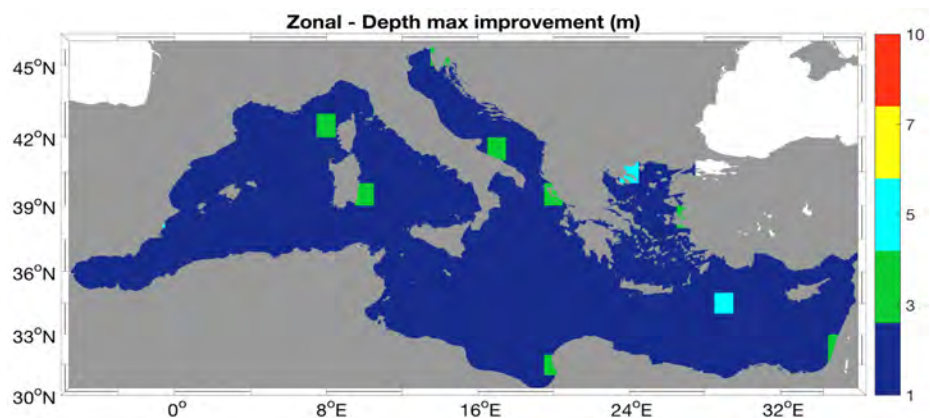 Zonal - Depth max improvement (m)
45°N
42°N
39°N
36°N
33°N
30°N
0°
8°E
16°E
24°E
32°E
10
7
5
3
1